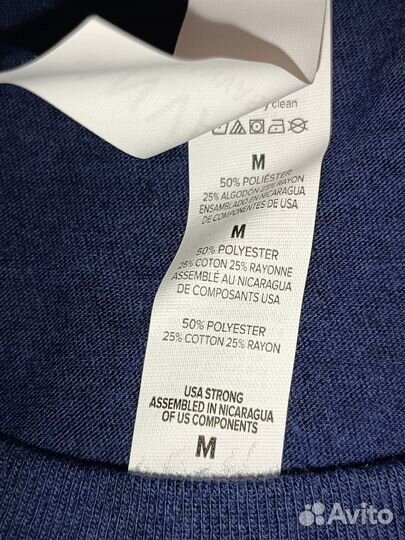 clean
M
50% POLIÉSTER
25% ALGODÓN 25% RAYON
ENSAMBLADO EN NICARAGUA
DE COMPONENTES DE USA
M
50% POLYESTER
25% COTON 25% RAYONNE
ASSEMBLÉ AU NICARAGUA
DE COMPOSANTS USA
50% POLYESTER
25% COTTON 25% RAYON
USA STRONG
ASSEMBLED IN NICARAGUA
OF US COMPONENTS
M
Avito